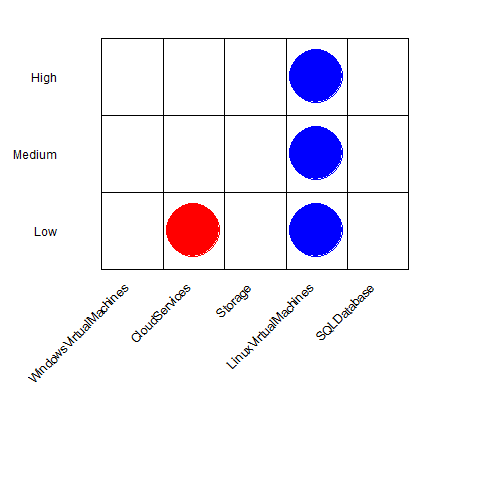 High
Medium
Low
WindowsVirtualMachines
CloudServices
Storage
LinuxVirtualMachines
SQLDatabase